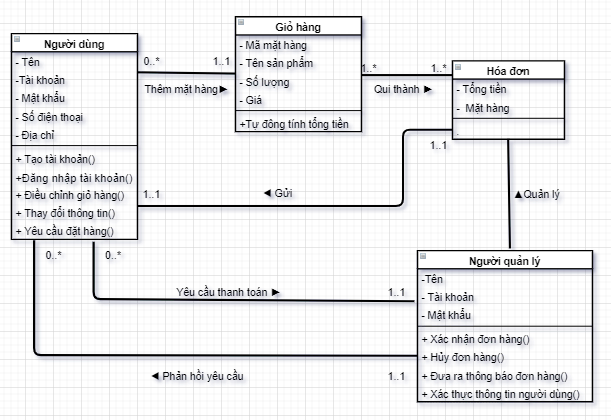 Người dùng
- Tên
-Tài khoản
- Mật khẩu
- Số điện thoại
- Địa chỉ
+ Tạo tài khoản()
+Đăng nhập tài khoản()
+ Điều chỉnh giỏ hàng()
+ Thay đổi thông tin()
+ Yêu cầu đặt hàng()
0..*
1..1
Thêm mặt hàng ►
Giỏ hàng
- Mã mặt hàng
- Tên sản phẩm
- Số lượng
- Giá
+Tự đông tính tổng tiền
1..*
1..*
Qui thành ►
Hóa đơn
- Tổng tiền
- Mặt hàng
.
1..1
◄ Gửi
1..1
▲Quản lý
0..*
0..*
Yêu cầu thanh toán ►
1..1
Người quản lý
-Tên
- Tài khoản
- Mật khẩu
+ Xác nhận đơn hàng()
+ Hủy đơn hàng()
+ Đưa ra thông báo đơn hàng()
+ Xác thực thông tin người dùng()
◄ Phản hồi yêu cầu
1..1